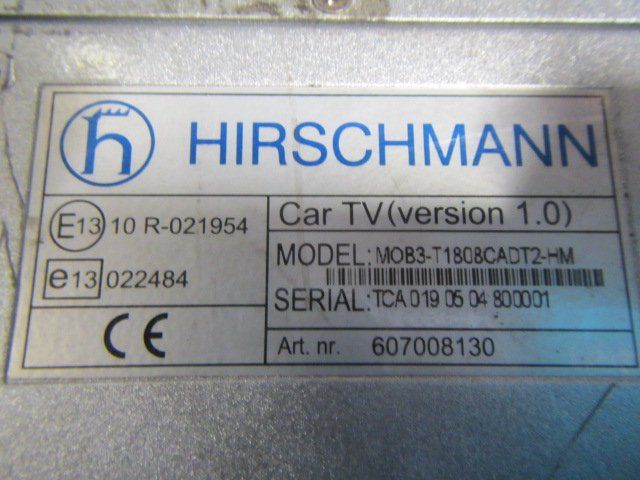 h HIRSCHMANN
E13 10 R-021954
e13 022484
CE
Car TV(version 1.0)
MODEL: MOB3-T1808CADT2-HM
SERIAL: TCA 019 05 04 800001
Art. nr. 607008130